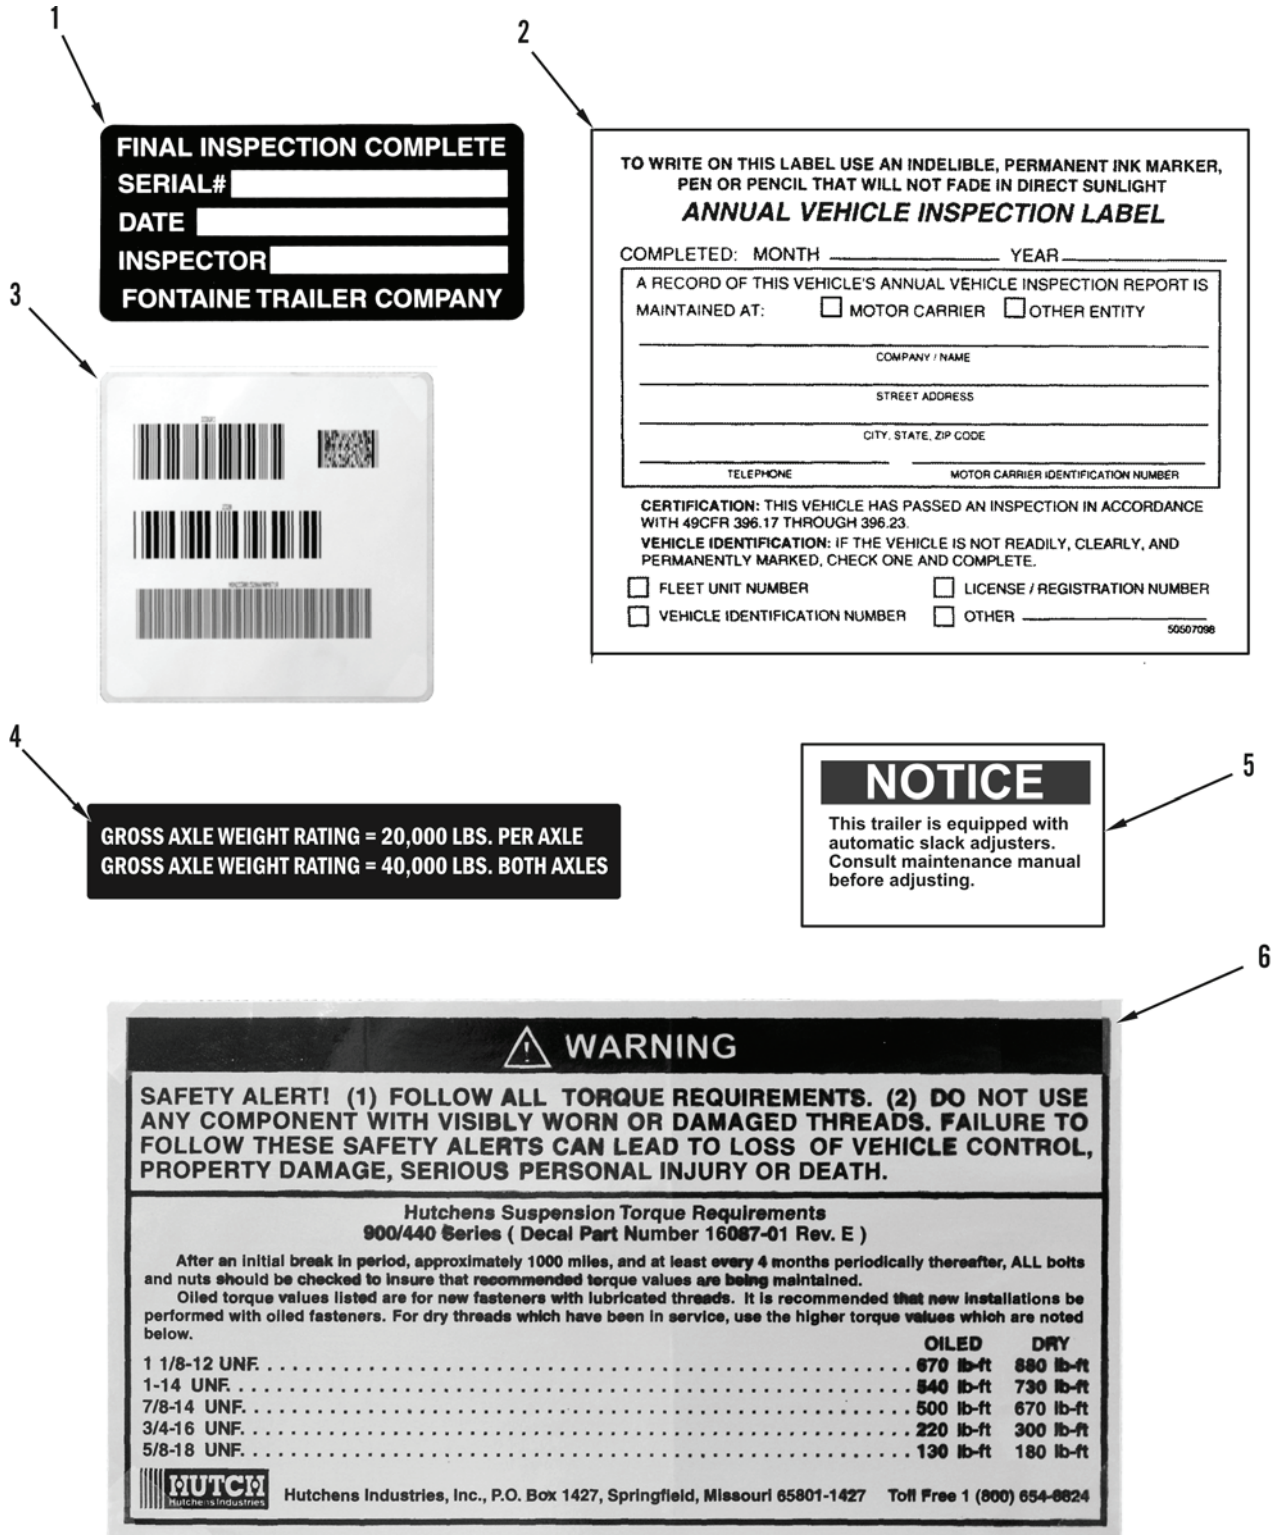 1
2
FINAL INSPECTION COMPLETE
SERIAL#
DATE
INSPECTOR
FONTAINE TRAILER COMPANY
TO WRITE ON THIS LABEL USE AN INDELIBLE, PERMANENT INK MARKER,
PEN OR PENCIL THAT WILL NOT FADE IN DIRECT SUNLIGHT
ANNUAL VEHICLE INSPECTION LABEL
COMPLETED: MONTH YEAR
A RECORD OF THIS VEHICLE'S ANNUAL VEHICLE INSPECTION REPORT IS
MAINTAINED AT: MOTOR CARRIER OTHER ENTITY
COMPANY / NAME
STREET ADDRESS
CITY, STATE, ZIP CODE
TELEPHONE MOTOR CARRIER IDENTIFICATION NUMBER
CERTIFICATION: THIS VEHICLE HAS PASSED AN INSPECTION IN ACCORDANCE
WITH 49CFR 396.17 THROUGH 396.23.
VEHICLE IDENTIFICATION: IF THE VEHICLE IS NOT READILY, CLEARLY, AND
PERMANENTLY MARKED, CHECK ONE AND COMPLETE.
FLEET UNIT NUMBER LICENSE / REGISTRATION NUMBER
VEHICLE IDENTIFICATION NUMBER OTHER
50507098
3
4
GROSS AXLE WEIGHT RATING = 20,000 LBS. PER AXLE
GROSS AXLE WEIGHT RATING = 40,000 LBS. BOTH AXLES
5
NOTICE
This trailer is equipped with
automatic slack adjusters.
Consult maintenance manual
before adjusting.
6
WARNING
SAFETY ALERT! (1) FOLLOW ALL TORQUE REQUIREMENTS. (2) DO NOT USE
ANY COMPONENT WITH VISIBLY WORN OR DAMAGED THREADS. FAILURE TO
FOLLOW THESE SAFETY ALERTS CAN LEAD TO LOSS OF VEHICLE CONTROL,
PROPERTY DAMAGE, SERIOUS PERSONAL INJURY OR DEATH.
Hutchens Suspension Torque Requirements
900/440 Series ( Decal Part Number 16087-01 Rev. E )
After an initial break in period, approximately 1000 miles, and at least every 4 months periodically thereafter, ALL bolts
and nuts should be checked to insure that recommended torque values are being maintained.
Oiled torque values listed are for new fasteners with lubricated threads. It is recommended that new installations be
performed with oiled fasteners. For dry threads which have been in service, use the higher torque values which are noted
below.
OILED DRY
1 1/8-12 UNF. 670 lb-ft 880 lb-ft
1-14 UNF. 540 lb-ft 730 lb-ft
7/8-14 UNF. 500 lb-ft 670 lb-ft
3/4-16 UNF. 220 lb-ft 300 lb-ft
5/8-18 UNF. 130 lb-ft 180 lb-ft
HUTCH
Hutchens Industries
Hutchens Industries, Inc., P.O. Box 1427, Springfield, Missouri 65801-1427 Toll Free 1 (800) 654-8824